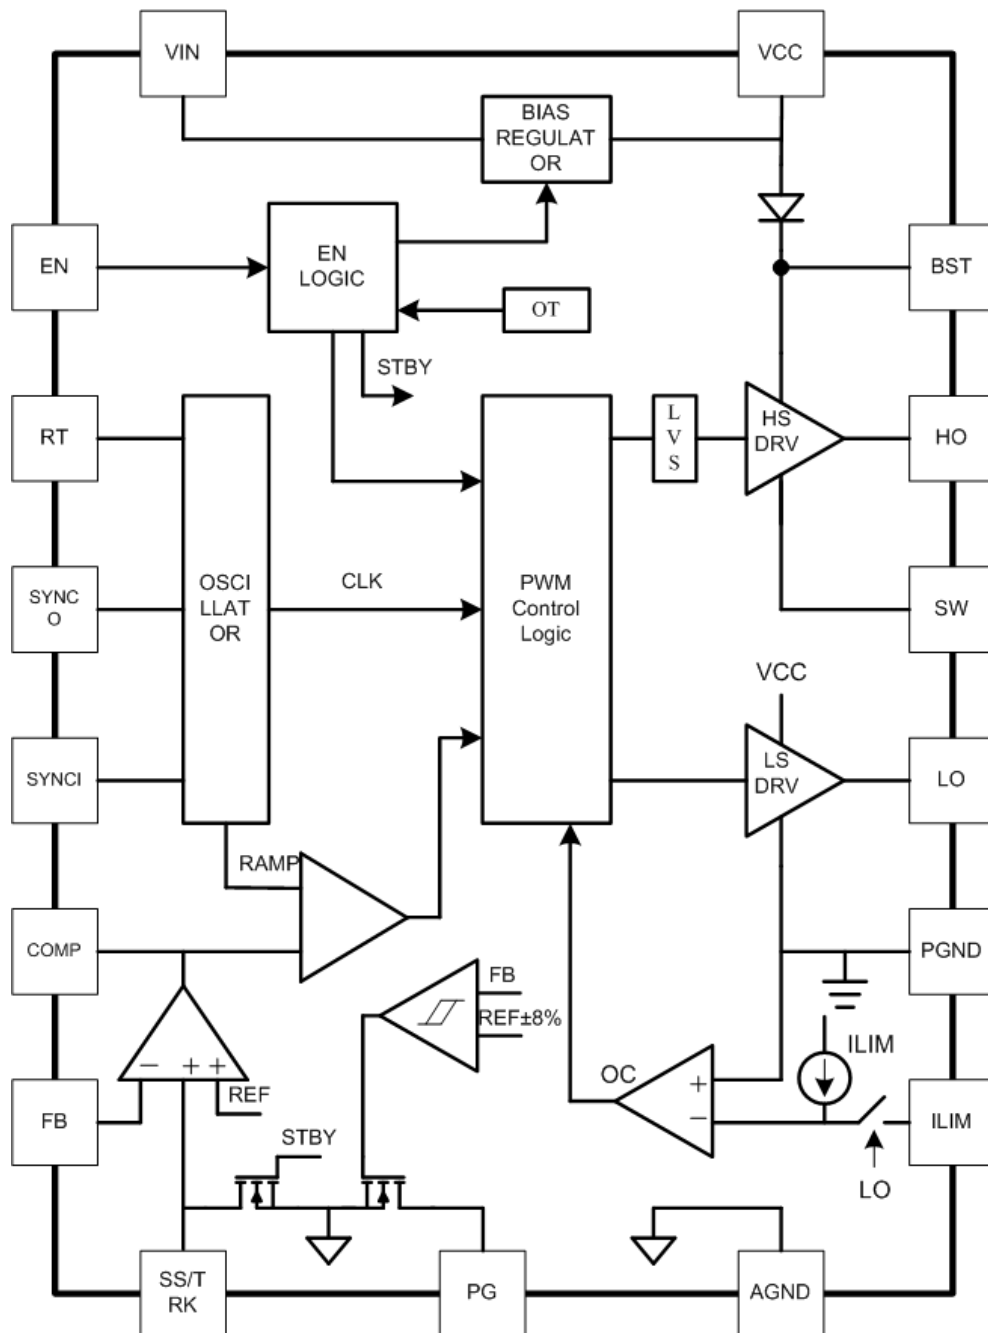 VIN
VCC
BIAS
REGULAT
OR
EN
EN
LOGIC
BST
OT
STBY
RT
L
V
S
HS
DRV
HO
SYNC
O
OSCI
LLAT
OR
CLK
PWM
Control
Logic
SW
VCC
SYNCI
LS
DRV
LO
RAMP
COMP
PGND
FB
REF±8%
ILIM
OC
+
−
− + +
REF
FB
ILIM
STBY
LO
SS/T
RK
PG
AGND